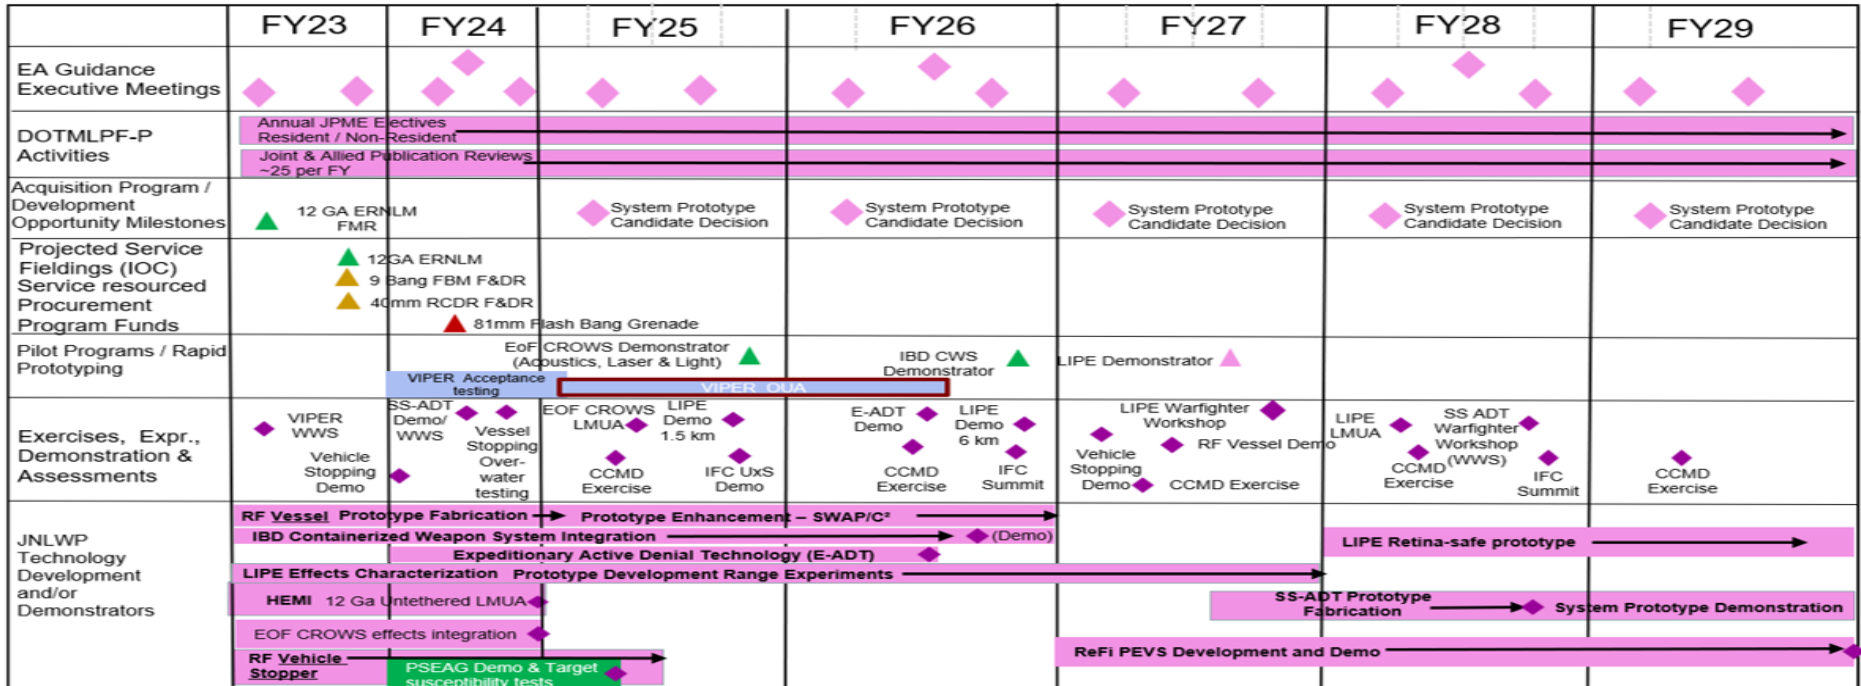 FY23
FY24
FY25
FY26
FY27
FY28
FY29
EA Guidance
Executive Meetings
DOTMLPF-P
Activities
Annual JPME Electives
Resident / Non-Resident
Joint & Allied Publication Reviews
~25 per FY
Acquisition Program /
Development
Opportunity Milestones
12 GA ERNLM
FMR
System Prototype
Candidate Decision
System Prototype
Candidate Decision
System Prototype
Candidate Decision
System Prototype
Candidate Decision
System Prototype
Candidate Decision
Projected Service
Fieldings (IOC)
Service resourced
Procurement
Program Funds
12GA ERNLM
9 Bang FBM F&DR
40mm RCDR F&DR
81mm Flash Bang Grenade
Pilot Programs / Rapid
Prototyping
EoF CROWS Demonstrator
(Acoustics, Laser & Light)
IBD CWS
Demonstrator
LIPE Demonstrator
VIPER Acceptance
testing
VIPER OUA
Exercises, Expr.,
Demonstration &
Assessments
VIPER
WWS
Vehicle
Stopping
Demo
SS-ADT
Demo/
WWS
Vessel
Stopping
Over-
water
testing
EOF CROWS
LMUA
LIPE
Demo
1.5 km
CCMD
Exercise
IFC UxS
Demo
E-ADT
Demo
LIPE
Demo
6 km
CCMD
Exercise
IFC
Summit
LIPE Warfighter
Workshop
RF Vessel Demo
Vehicle
Stopping
Demo
CCMD Exercise
LIPE
LMUA
SS ADT
Warfighter
Workshop
(WWS)
CCMD
Exercise
IFC
Summit
CCMD
Exercise
JNLWP
Technology
Development
and/or
Demonstrators
RF Vessel Prototype Fabrication
Prototype Enhancement – SWAP/C²
IBD Containerized Weapon System Integration
(Demo)
Expeditionary Active Denial Technology (E-ADT)
LIPE Retina-safe prototype
LIPE Effects Characterization Prototype Development Range Experiments
HEMI 12 Ga Untethered LMUA
SS-ADT Prototype
Fabrication
System Prototype Demonstration
EOF CROWS effects integration
RF Vehicle
Stopper
PSEAG Demo & Target
susceptibility tests
ReFi PEVS Development and Demo